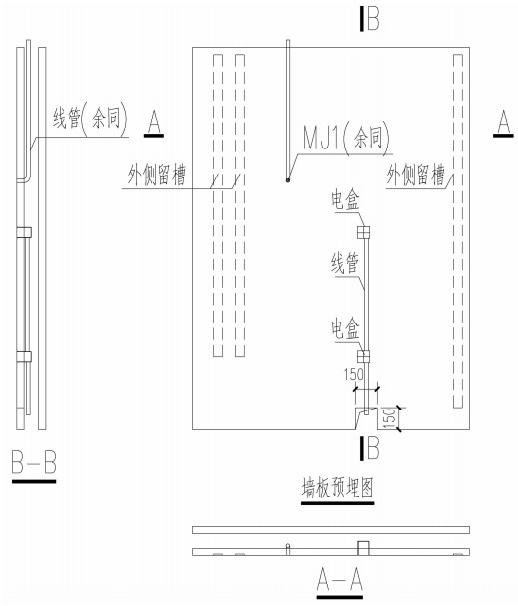 B
线管(余同)
A
A
MJ1(余同)
外侧留槽
外侧留槽
电盒
线管
电盒
150
150
B-B
B
墙板预埋图
A-A